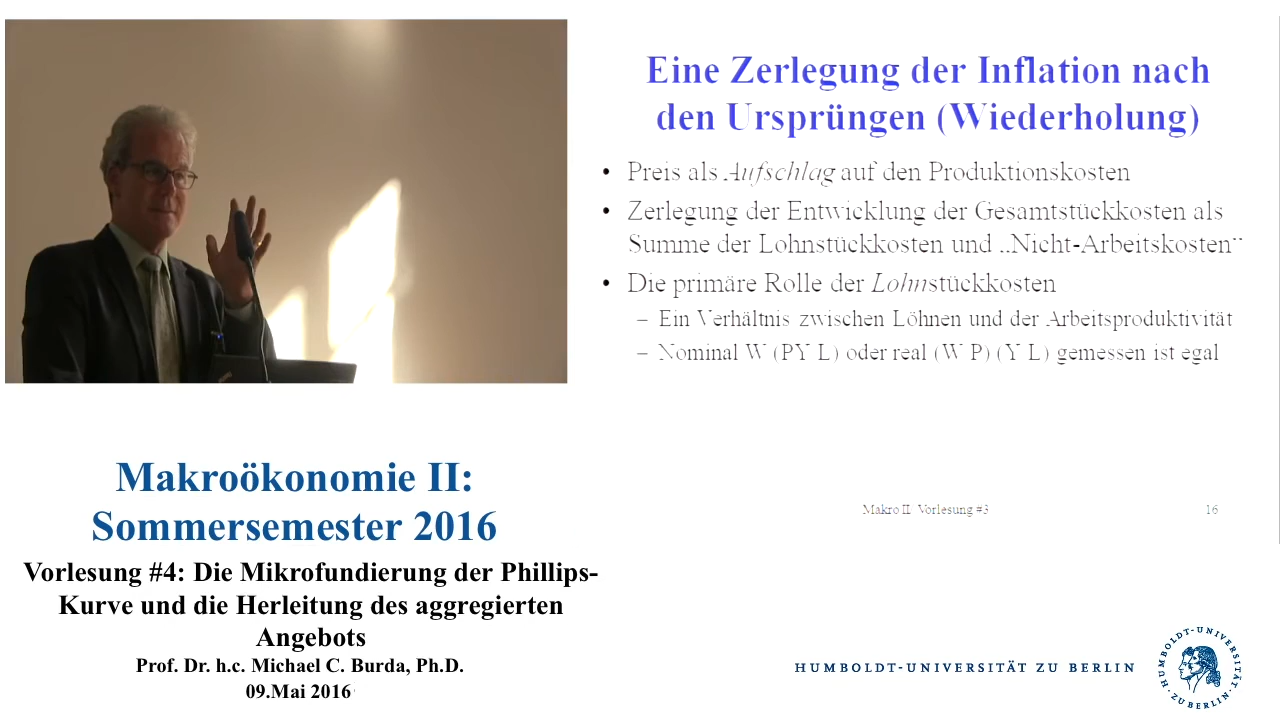 Eine Zerlegung der Inflation nach
den Ursprüngen (Wiederholung)
• Preis als Aufschlag auf den Produktionskosten
• Zerlegung der Entwicklung der Gesamtstückkosten als
Summe der Lohnstückkosten und „Nicht-Arbeitskosten“
• Die primäre Rolle der Lohnstückkosten
– Ein Verhältnis zwischen Löhnen und der Arbeitsproduktivität
– Nominal W (PY L) oder real (W P) (Y L) gemessen ist egal
Makro II: Vorlesung #3
16
Makroökonomie II:
Sommersemester 2016
Vorlesung #4: Die Mikrofundierung der Phillips-
Kurve und die Herleitung des aggregierten
Angebots
Prof. Dr. h.c. Michael C. Burda, Ph.D.
09.Mai 2016
HUMBOLDT-UNIVERSITÄT ZU BERLIN
HUMBOLDT-UNIVERSITÄT · ZU BERLIN ·